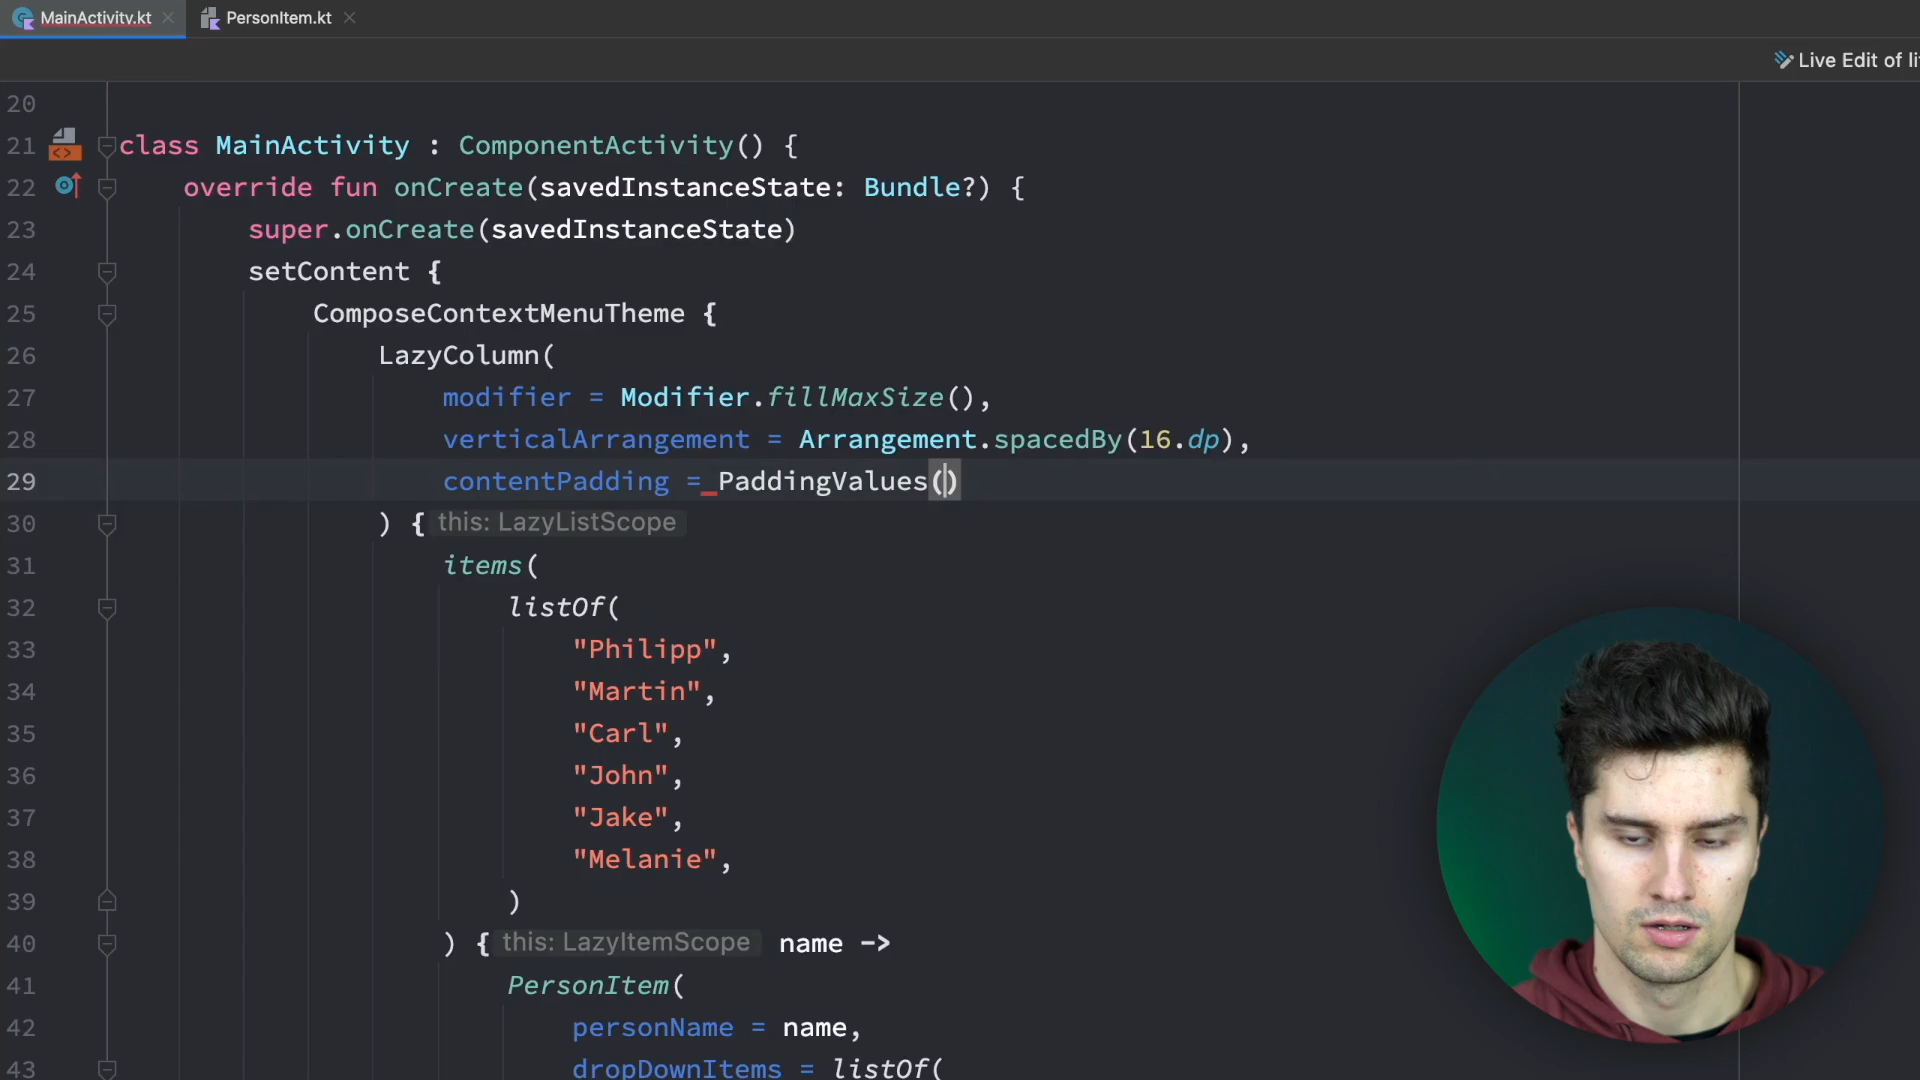 MainActivity.kt
PersonItem.kt
Live Edit of li
20
21 class MainActivity : ComponentActivity() {
22 override fun onCreate(savedInstanceState: Bundle?) {
23 super.onCreate(savedInstanceState)
24 setContent {
25 ComposeContextMenuTheme {
26 LazyColumn(
27 modifier = Modifier.fillMaxSize(),
28 verticalArrangement = Arrangement.spacedBy(16.dp),
29 contentPadding = PaddingValues()
30 ) { this: LazyListScope
31 items(
32 listOf(
33 "Philipp",
34 "Martin",
35 "Carl",
36 "John",
37 "Jake",
38 "Melanie",
39 )
40 ) { this: LazyItemScope name ->
41 PersonItem(
42 personName = name,
43 dropDownItems = listOf(